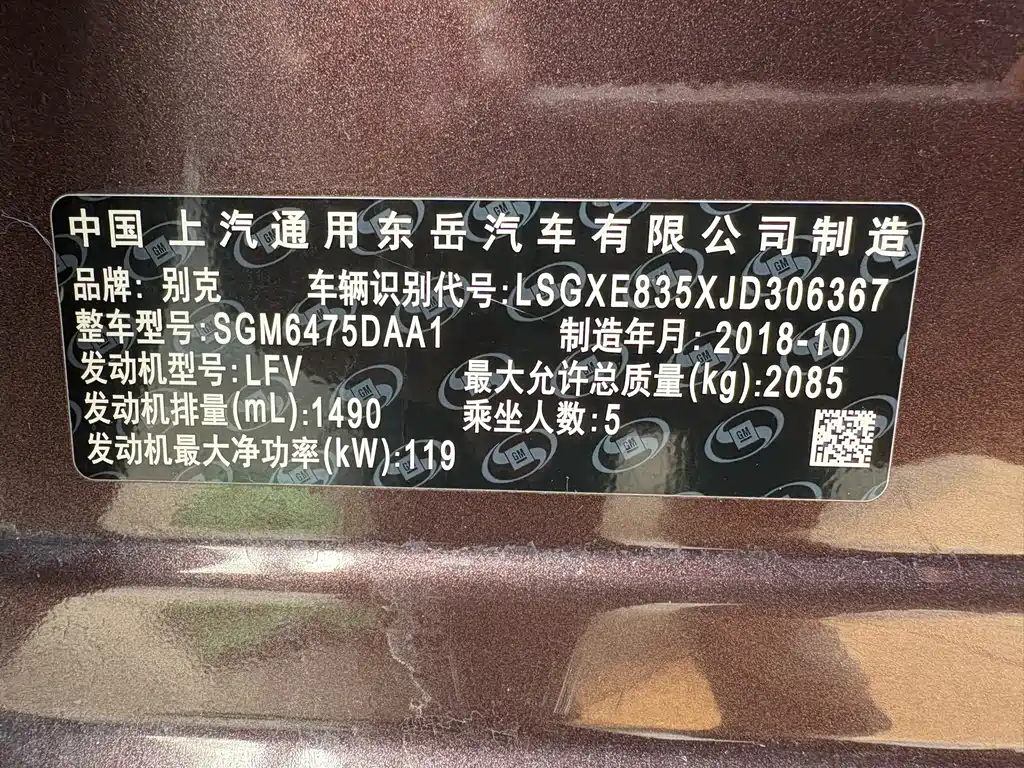 中国 上汽通用东岳汽车有限公司制造
品牌: 别克 车辆识别代号:LSGXE835XJD306367
整车型号:SGM6475DAA1 制造年月: 2018-10
发动机型号:LFV 最大允许总质量(kg):2085
发动机排量(mL):1490 乘坐人数:5
发动机最大净功率(kW):119